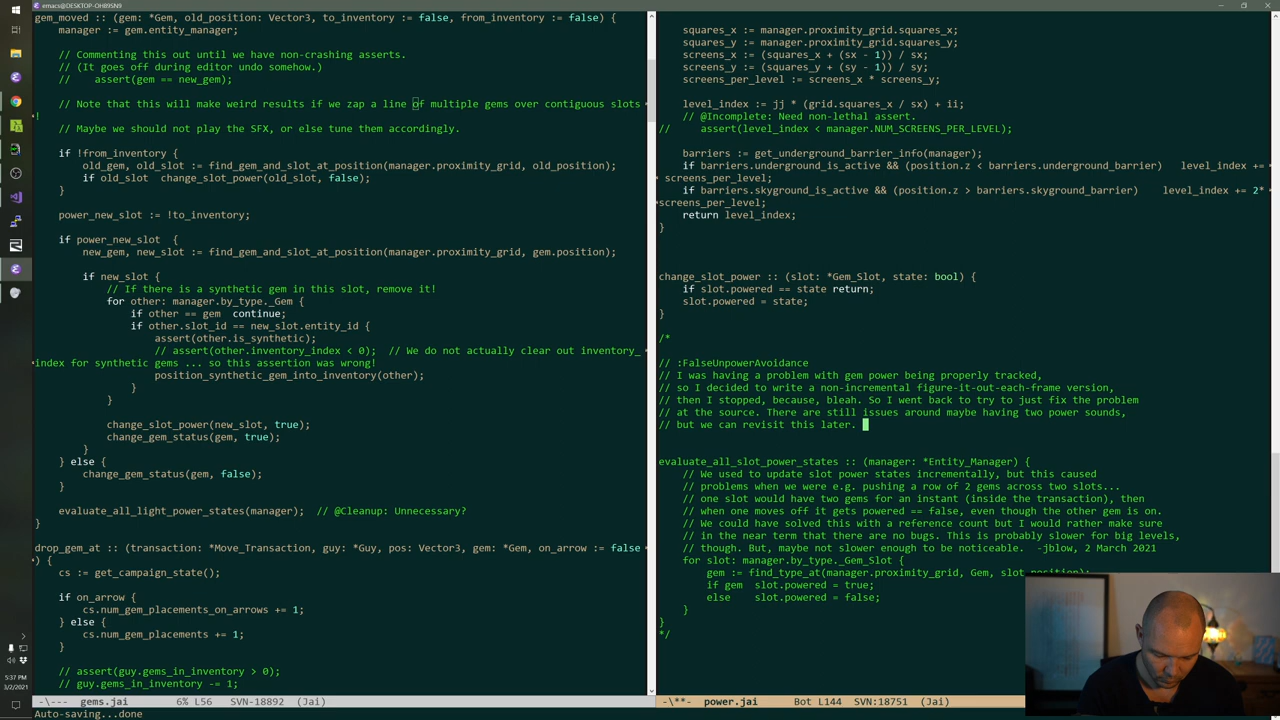 emacs@DESKTOP-OH89SN9
gem_moved :: (gem: *Gem, old_position: Vector3, to_inventory := false, from_inventory := false) {
    manager := gem.entity_manager;
    // Commenting this out until we have non-crashing asserts.
    // (It goes off during editor undo somehow.)
    //    assert(gem == new_gem);
    // Note that this will make weird results if we zap a line of multiple gems over contiguous slots
!
    // Maybe we should not play the SFX, or else tune them accordingly.
    if !from_inventory {
        old_gem, old_slot := find_gem_and_slot_at_position(manager.proximity_grid, old_position);
        if old_slot  change_slot_power(old_slot, false);
    }
    power_new_slot := !to_inventory;
    if power_new_slot  {
        new_gem, new_slot := find_gem_and_slot_at_position(manager.proximity_grid, gem.position);
        if new_slot {
            // If there is a synthetic gem in this slot, remove it!
            for other: manager.by_type._Gem {
                if other == gem  continue;
                if other.slot_id == new_slot.entity_id {
                    assert(other.is_synthetic);
                    // assert(other.inventory_index < 0);  // We do not actually clear out inventory_
index for synthetic gems ... so this assertion was wrong!
                    position_synthetic_gem_into_inventory(other);
                }
            }
            change_slot_power(new_slot, true);
            change_gem_status(gem, true);
        }
    } else {
        change_gem_status(gem, false);
    }
    evaluate_all_light_power_states(manager);  // @Cleanup: Unnecessary?
}
drop_gem_at :: (transaction: *Move_Transaction, guy: *Guy, pos: Vector3, gem: *Gem, on_arrow := false
) {
    cs := get_campaign_state();
    if on_arrow {
        cs.num_gem_placements_on_arrows += 1;
    } else {
        cs.num_gem_placements += 1;
    }
    // assert(guy.gems_in_inventory > 0);
    // guy.gems_in_inventory -= 1;
-\---  gems.jai        6% L56    SVN-18892  (Jai)
    squares_x := manager.proximity_grid.squares_x;
    squares_y := manager.proximity_grid.squares_y;
    screens_x := (squares_x + (sx - 1)) / sx;
    screens_y := (squares_y + (sy - 1)) / sy;
    screens_per_level := screens_x * screens_y;
    level_index := jj * (grid.squares_x / sx) + ii;
    // @Incomplete: Need non-lethal assert.
//     assert(level_index < manager.NUM_SCREENS_PER_LEVEL);
    barriers := get_underground_barrier_info(manager);
    if barriers.underground_is_active && (position.z < barriers.underground_barrier)   level_index +=
 screens_per_level;
    if barriers.skyground_is_active && (position.z > barriers.skyground_barrier)    level_index += 2*
screens_per_level;
    return level_index;
}
change_slot_power :: (slot: *Gem_Slot, state: bool) {
    if slot.powered == state return;
    slot.powered = state;
}
/*
// :FalseUnpowerAvoidance
// I was having a problem with gem power being properly tracked,
// so I decided to write a non-incremental figure-it-out-each-frame version,
// then I stopped, because, bleah. So I went back to try to just fix the problem
// at the source. There are still issues around maybe having two power sounds,
// but we can revisit this later.
evaluate_all_slot_power_states :: (manager: *Entity_Manager) {
    // We used to update slot power states incrementally, but this caused
    // problems when we were e.g. pushing a row of 2 gems across two slots...
    // one slot would have two gems for an instant (inside the transaction), then
    // when one moves off it gets powered == false, even though the other gem is on.
    // We could have solved this with a reference count but I would rather make sure
    // in the near term that there are no bugs. This is probably slower for big levels,
    // though. But, maybe not slower enough to be noticeable.  -jblow, 2 March 2021
    for slot: manager.by_type._Gem_Slot {
        gem := find_type_at(manager.proximity_grid, Gem, slot.position);
        if gem  slot.powered = true;
        else    slot.powered = false;
    }
}
*/
-\**-  power.jai      Bot L144   SVN:18751  (Jai)
Auto-saving...done
5:37 PM
3/2/2021